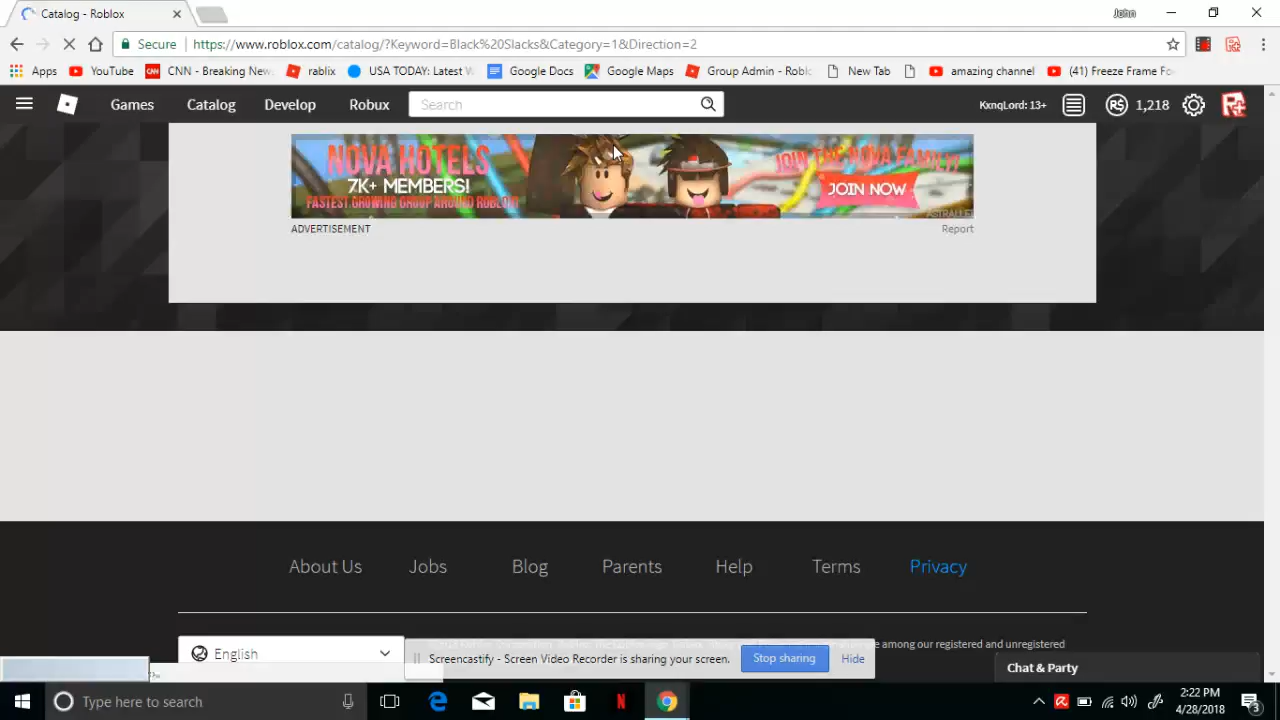 Catalog - Roblox
John
Secure
https://www.roblox.com/catalog/?Keyword=Black%20Slacks&Category=1&Direction=2
Apps
YouTube
CNN - Breaking New
rablix
USA TODAY: Latest W
Google Docs
Google Maps
Group Admin - Roblo
New Tab
amazing channel
(41) Freeze Frame Fo
Games
Catalog
Develop
Robux
Search
KxnqLord: 13+
R$
1,218
R+
NOVA HOTELS
7K+ MEMBERS!
FASTEST GROWING GROUP AROUND ROBLOX
JOIN THE NOVA FAMILY!
JOIN NOW
ADVERTISEMENT
Report
About Us
Jobs
Blog
Parents
Help
Terms
Privacy
English
among our registered and unregistered
Screencastify - Screen Video Recorder is sharing your screen.
Stop sharing
Hide
Chat & Party
Type here to search
2:22 PM
4/28/2018
3